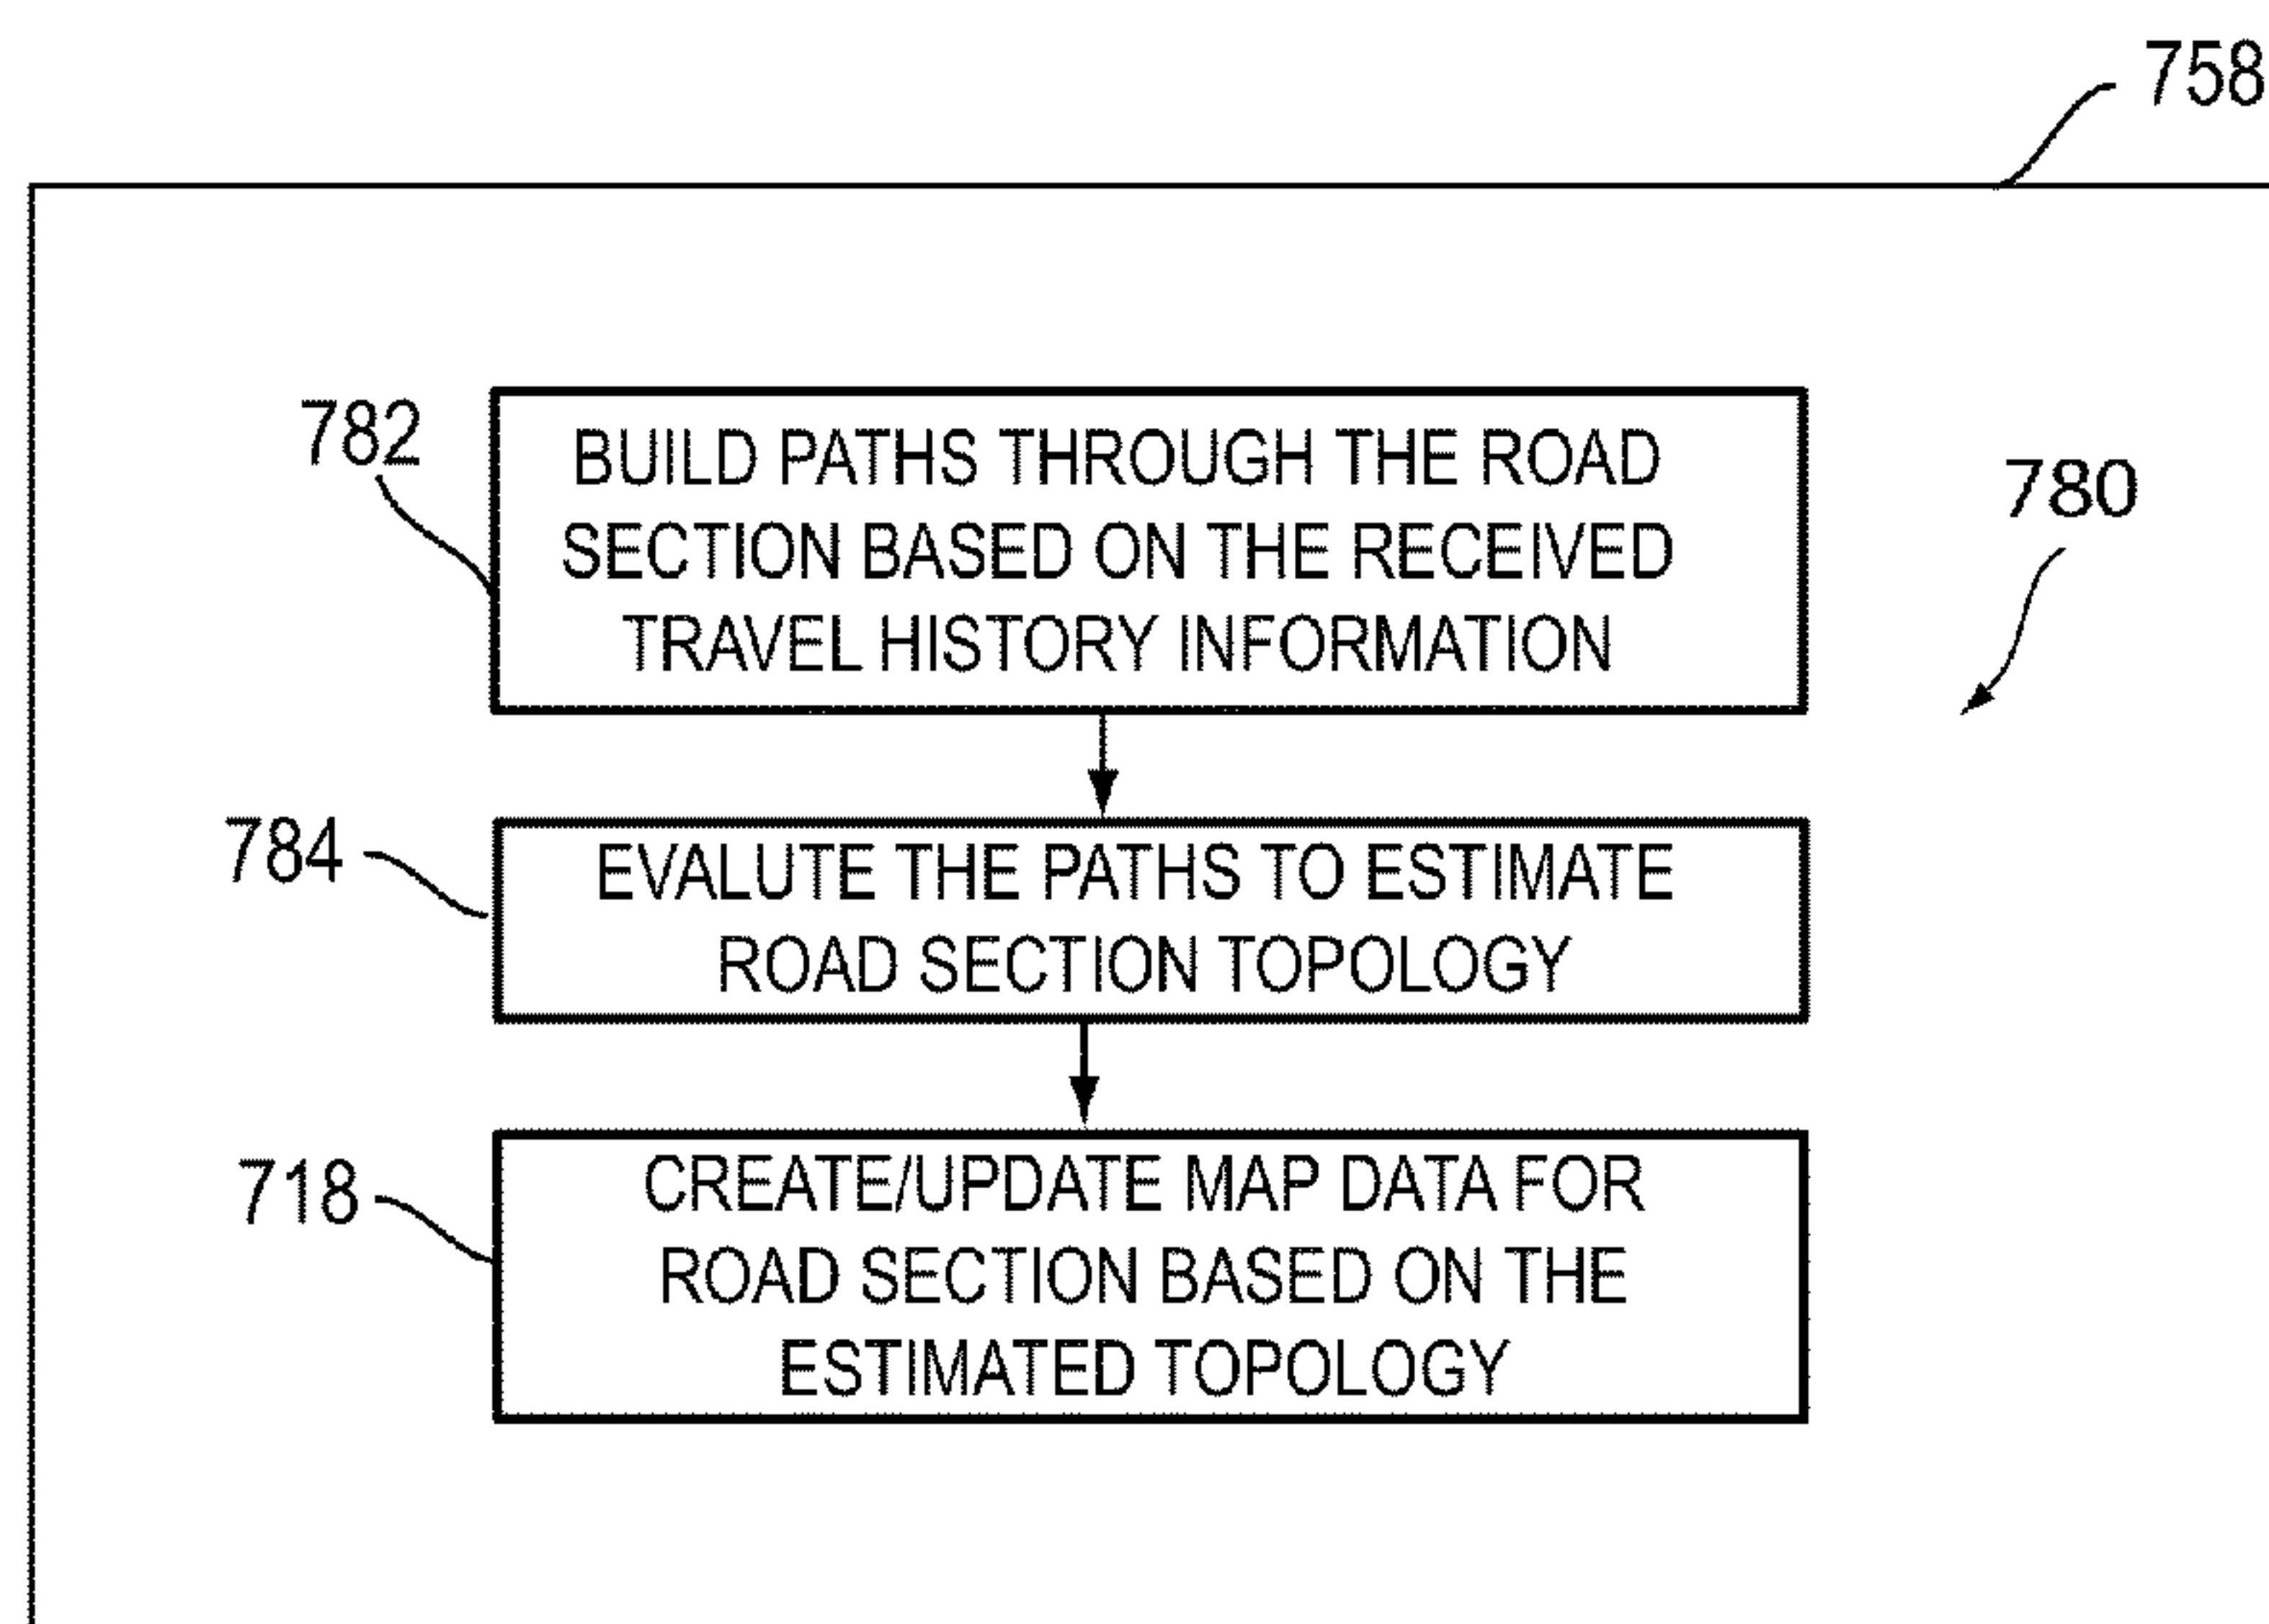 758
782
BUILD PATHS THROUGH THE ROAD
SECTION BASED ON THE RECEIVED
TRAVEL HISTORY INFORMATION
780
784
EVALUTE THE PATHS TO ESTIMATE
ROAD SECTION TOPOLOGY
718
CREATE/UPDATE MAP DATA FOR
ROAD SECTION BASED ON THE
ESTIMATED TOPOLOGY